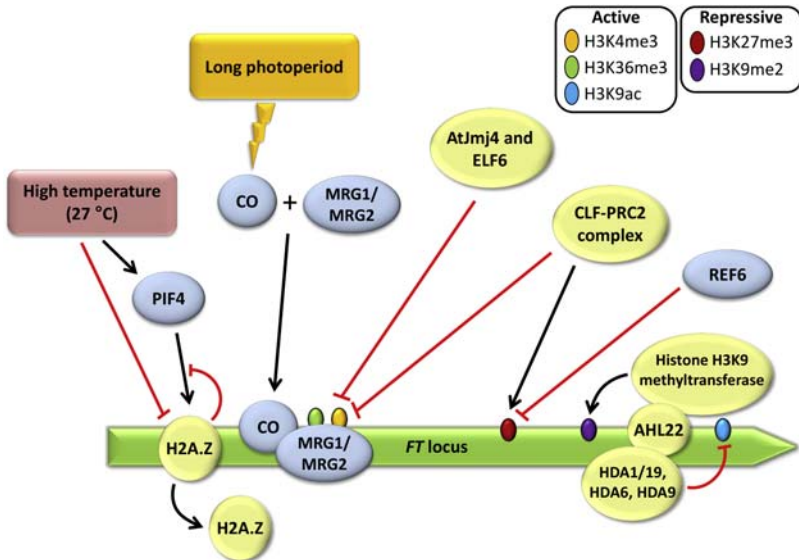 Active
H3K4me3
H3K36me3
H3K9ac
Repressive
H3K27me3
H3K9me2
Long photoperiod
High temperature
(27 °C)
CO
+
MRG1/
MRG2
AtJmj4 and
ELF6
CLF-PRC2
complex
REF6
PIF4
Histone H3K9
methyltransferase
H2A.Z
CO
MRG1/
MRG2
FT locus
AHL22
HDA1/19,
HDA6, HDA9
H2A.Z